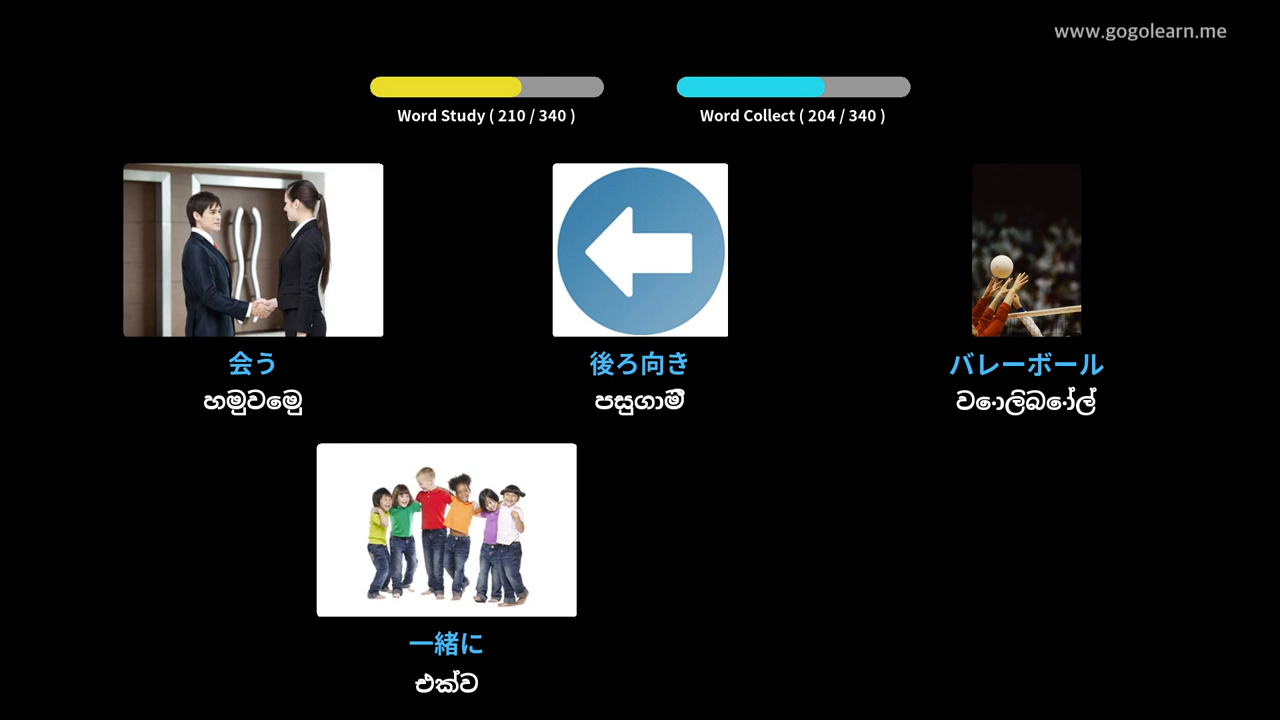 www.gogolearn.me
Word Study ( 210 / 340 )
Word Collect ( 204 / 340 )
会う
හමුවමෙු
後ろ向き
පසුගාමී
バレーボール
වොලිබෝල්
一緒に
එක්ව